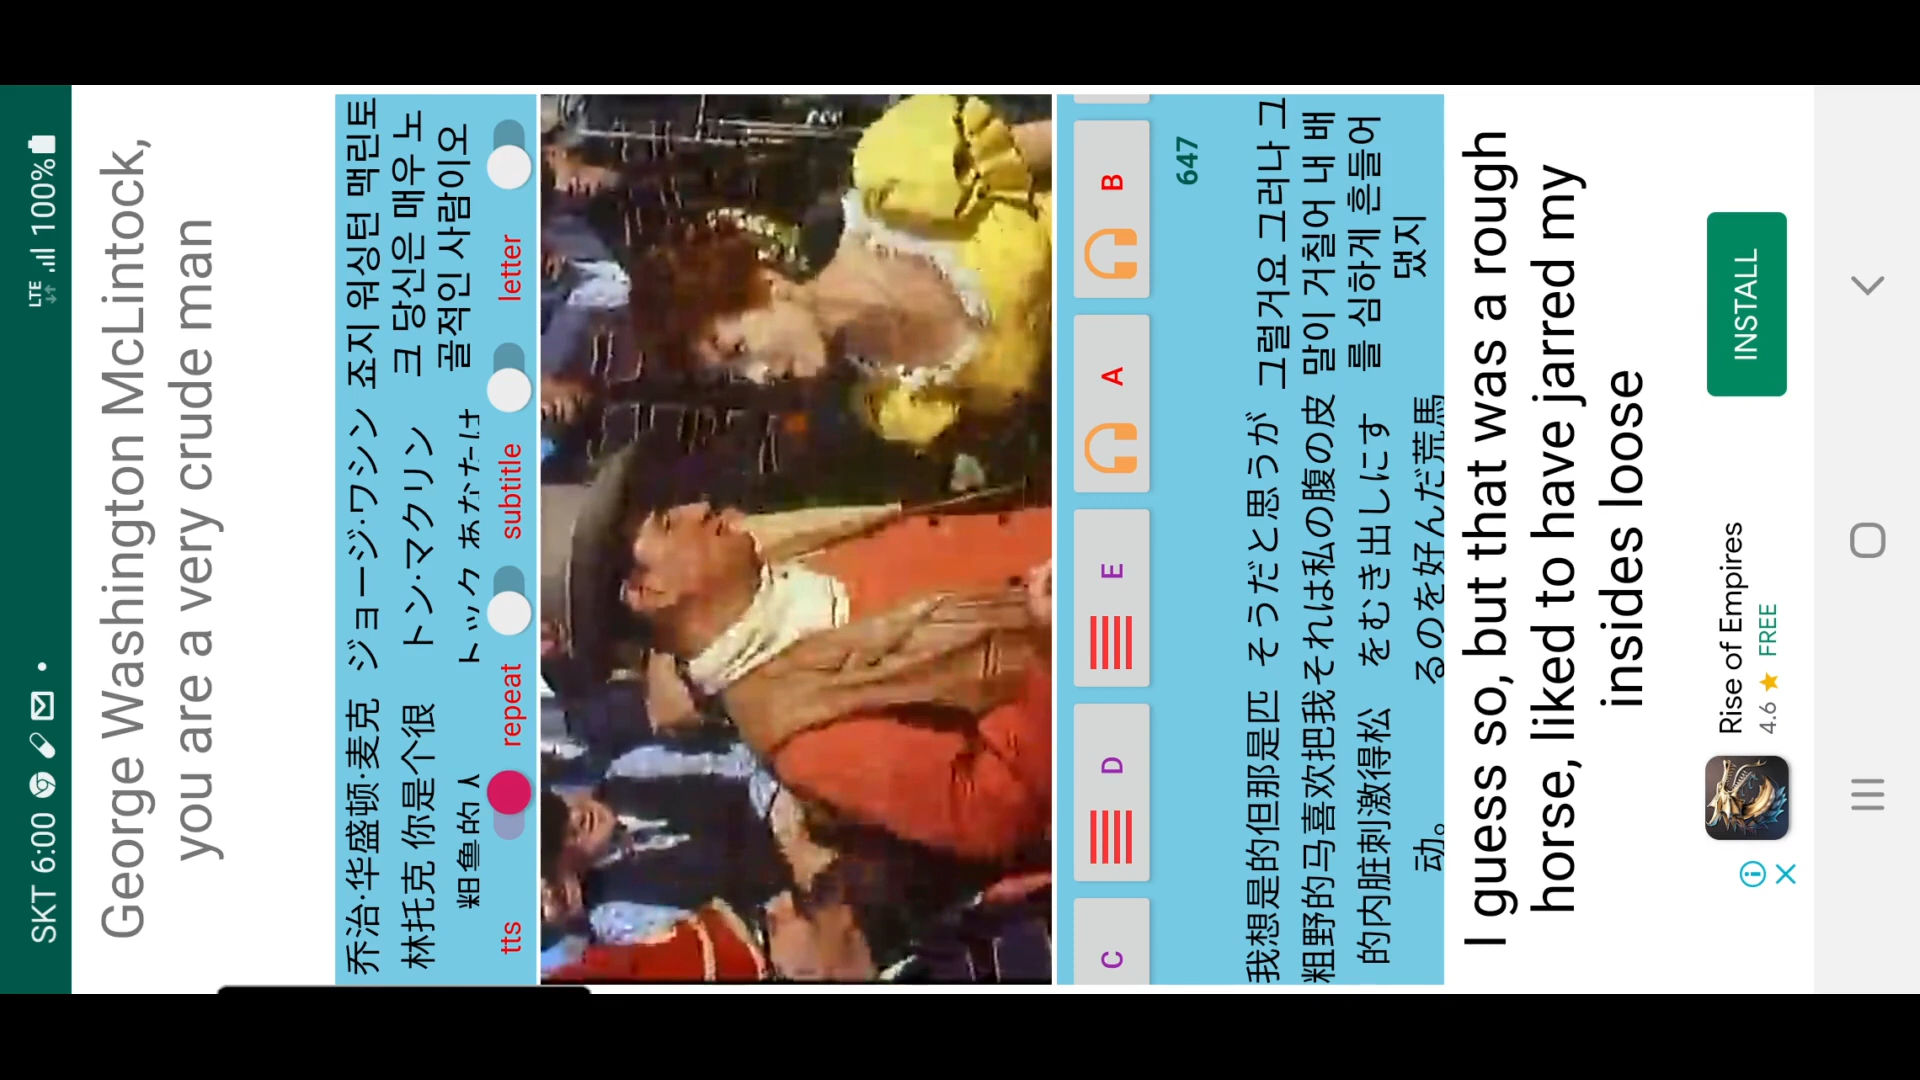 SKT 6:00
LTE
100%
George Washington McLintock,
you are a very crude man
乔治·华盛顿·麦克
林托克 你是个很
粗鲁的人
ジョージ·ワシン
トン·マクリン
トック あなたは
죠지 워싱턴 맥린토
크 당신은 매우 노
골적인 사람이오
tts
repeat
subtitle
letter
C
D
E
A
B
647
我想是的但那是匹
粗野的马喜欢把我
的内脏刺激得松
动。
そうだと思うが
それは私の腹の皮
をむき出しにす
るのを好んだ荒馬
그럴거요 그러나 그
말이 거칠어 내 배
를 심하게 흔들어
댔지
I guess so, but that was a rough
horse, liked to have jarred my
insides loose
Rise of Empires
4.6 ★ FREE
INSTALL